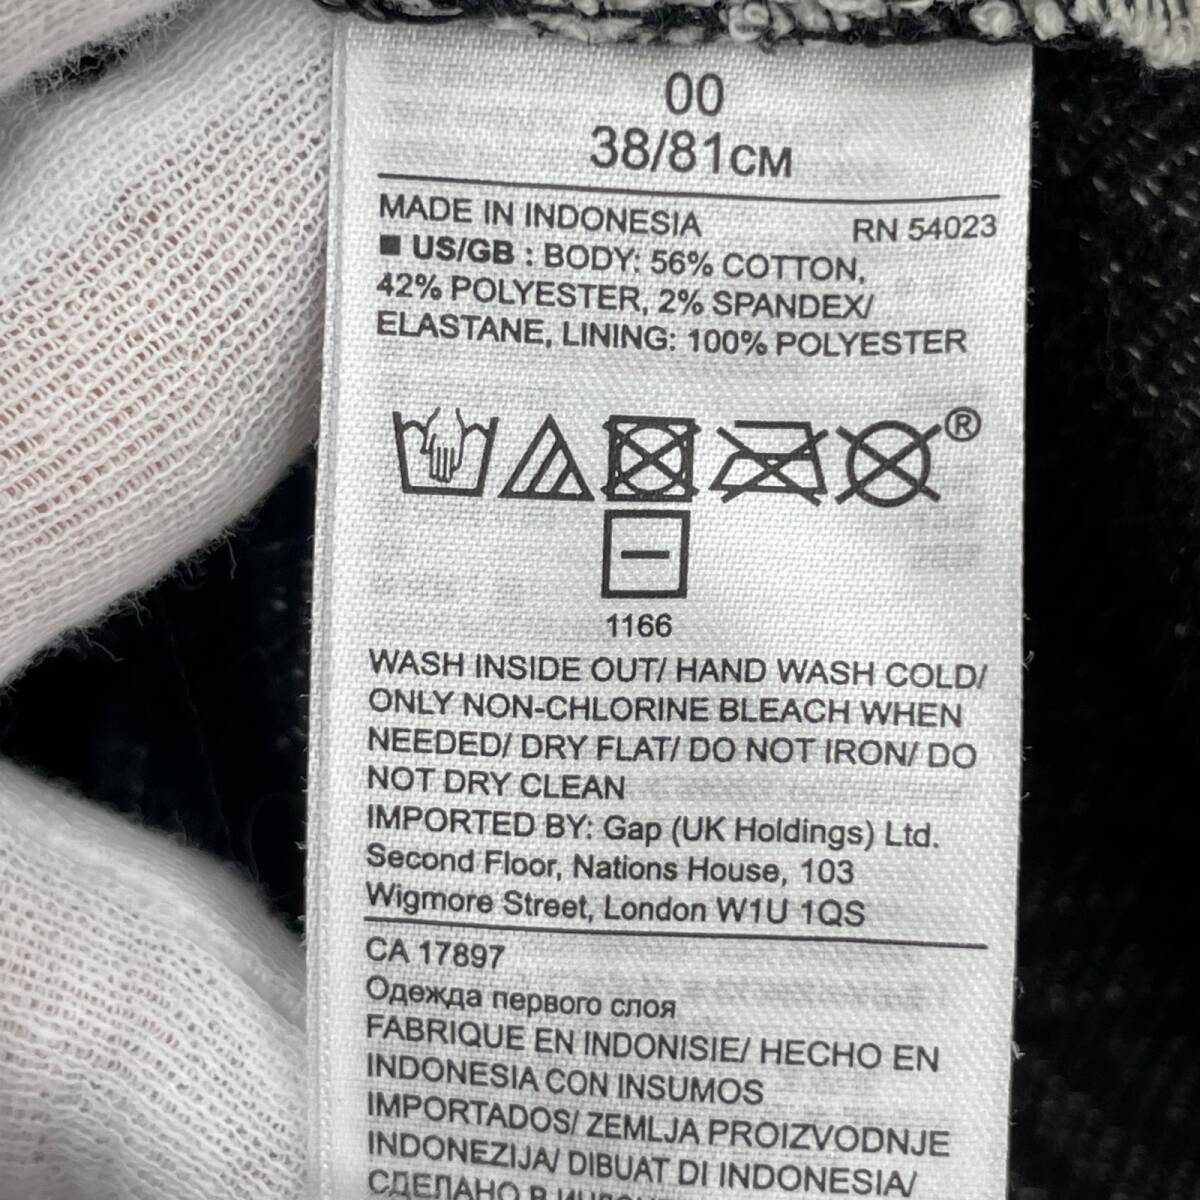 00
38/81CM
MADE IN INDONESIA RN 54023
■ US/GB : BODY: 56% COTTON,
42% POLYESTER, 2% SPANDEX/
ELASTANE, LINING: 100% POLYESTER
®
1166
WASH INSIDE OUT/ HAND WASH COLD/
ONLY NON-CHLORINE BLEACH WHEN
NEEDED/ DRY FLAT/ DO NOT IRON/ DO
NOT DRY CLEAN
IMPORTED BY: Gap (UK Holdings) Ltd.
Second Floor, Nations House, 103
Wigmore Street, London W1U 1QS
CA 17897
Одежда первого слоя
FABRIQUE EN INDONISIE/ HECHO EN
INDONESIA CON INSUMOS
IMPORTADOS/ ZEMLJA PROIZVODNJE
INDONEZIJA/ DIBUAT DI INDONESIA/
СДЕЛАНО В